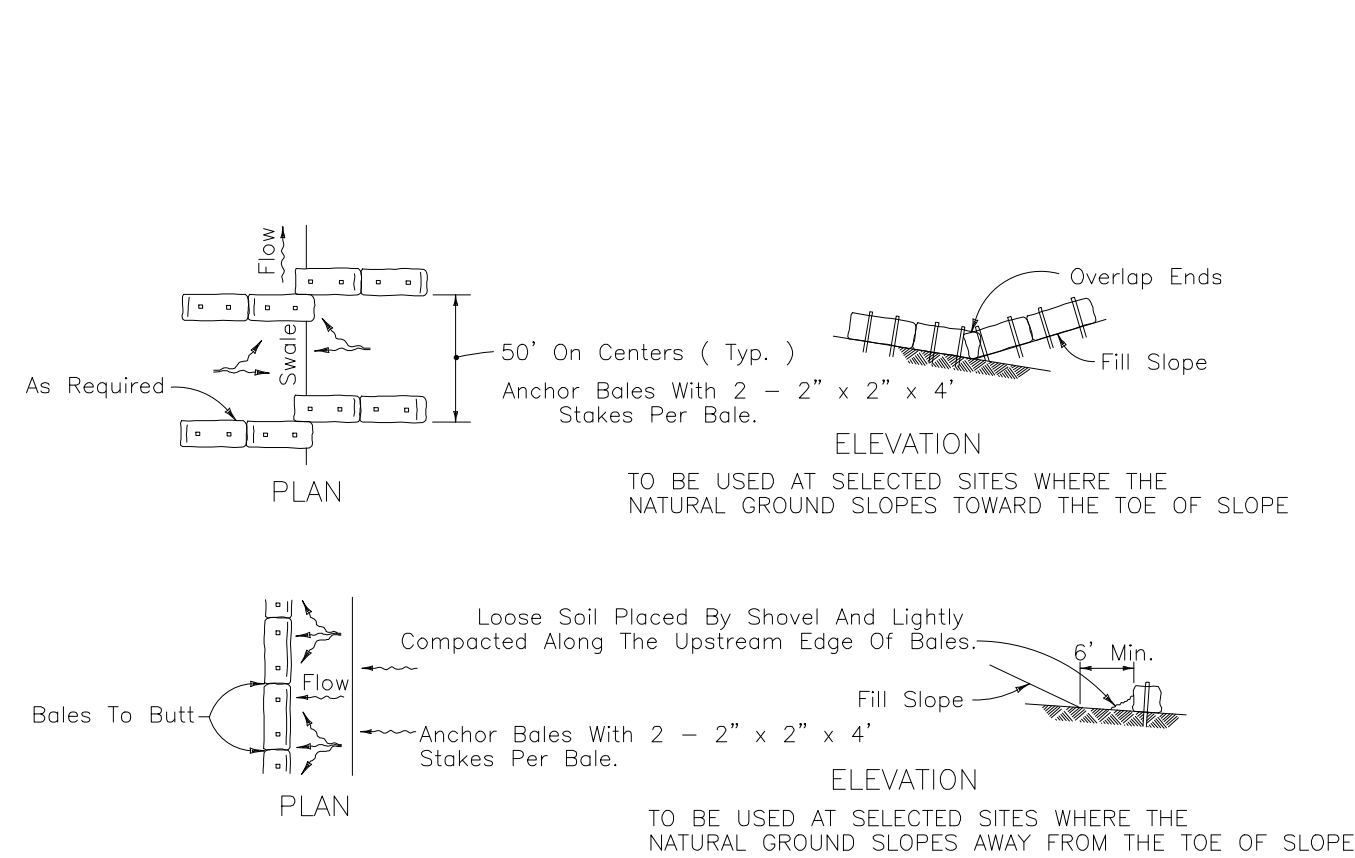 Flow
Swale
As Required
PLAN
50' On Centers ( Typ. )
Anchor Bales With 2 – 2" x 2" x 4'
Stakes Per Bale.
Overlap Ends
Fill Slope
ELEVATION
TO BE USED AT SELECTED SITES WHERE THE
NATURAL GROUND SLOPES TOWARD THE TOE OF SLOPE
Loose Soil Placed By Shovel And Lightly
Compacted Along The Upstream Edge Of Bales.
6' Min.
Flow
Fill Slope
Bales To Butt
Anchor Bales With 2 – 2" x 2" x 4'
Stakes Per Bale.
PLAN
ELEVATION
TO BE USED AT SELECTED SITES WHERE THE
NATURAL GROUND SLOPES AWAY FROM THE TOE OF SLOPE